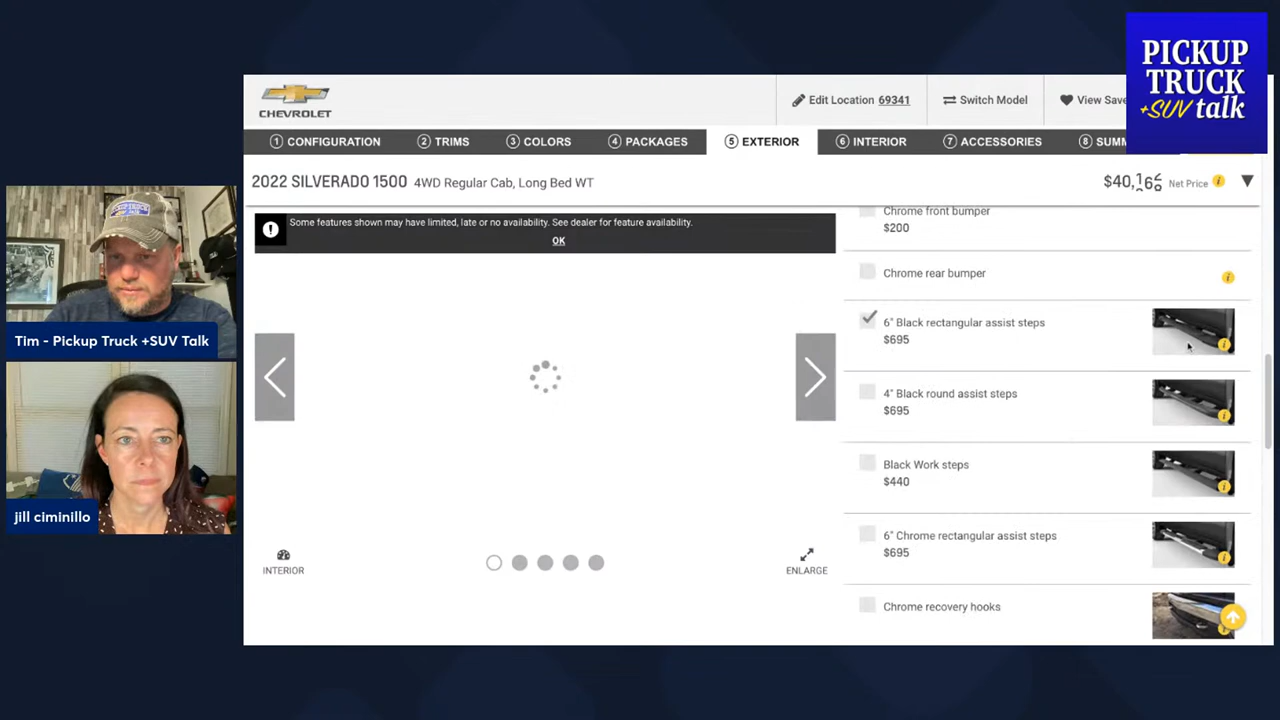 PICKUP
TRUCK
+SUV talk
CHEVROLET
Edit Location 69341
Switch Model
View Save
1 CONFIGURATION
2 TRIMS
3 COLORS
4 PACKAGES
5 EXTERIOR
6 INTERIOR
7 ACCESSORIES
8 SUMM
2022 SILVERADO 1500 4WD Regular Cab, Long Bed WT
Net Price
Some features shown may have limited, late or no availability. See dealer for feature availability.
OK
INTERIOR
ENLARGE
Chrome front bumper
$200
Chrome rear bumper
6" Black rectangular assist steps
$695
4" Black round assist steps
$695
Black Work steps
$440
6" Chrome rectangular assist steps
$695
Chrome recovery hooks
Tim - Pickup Truck +SUV Talk
jill ciminillo